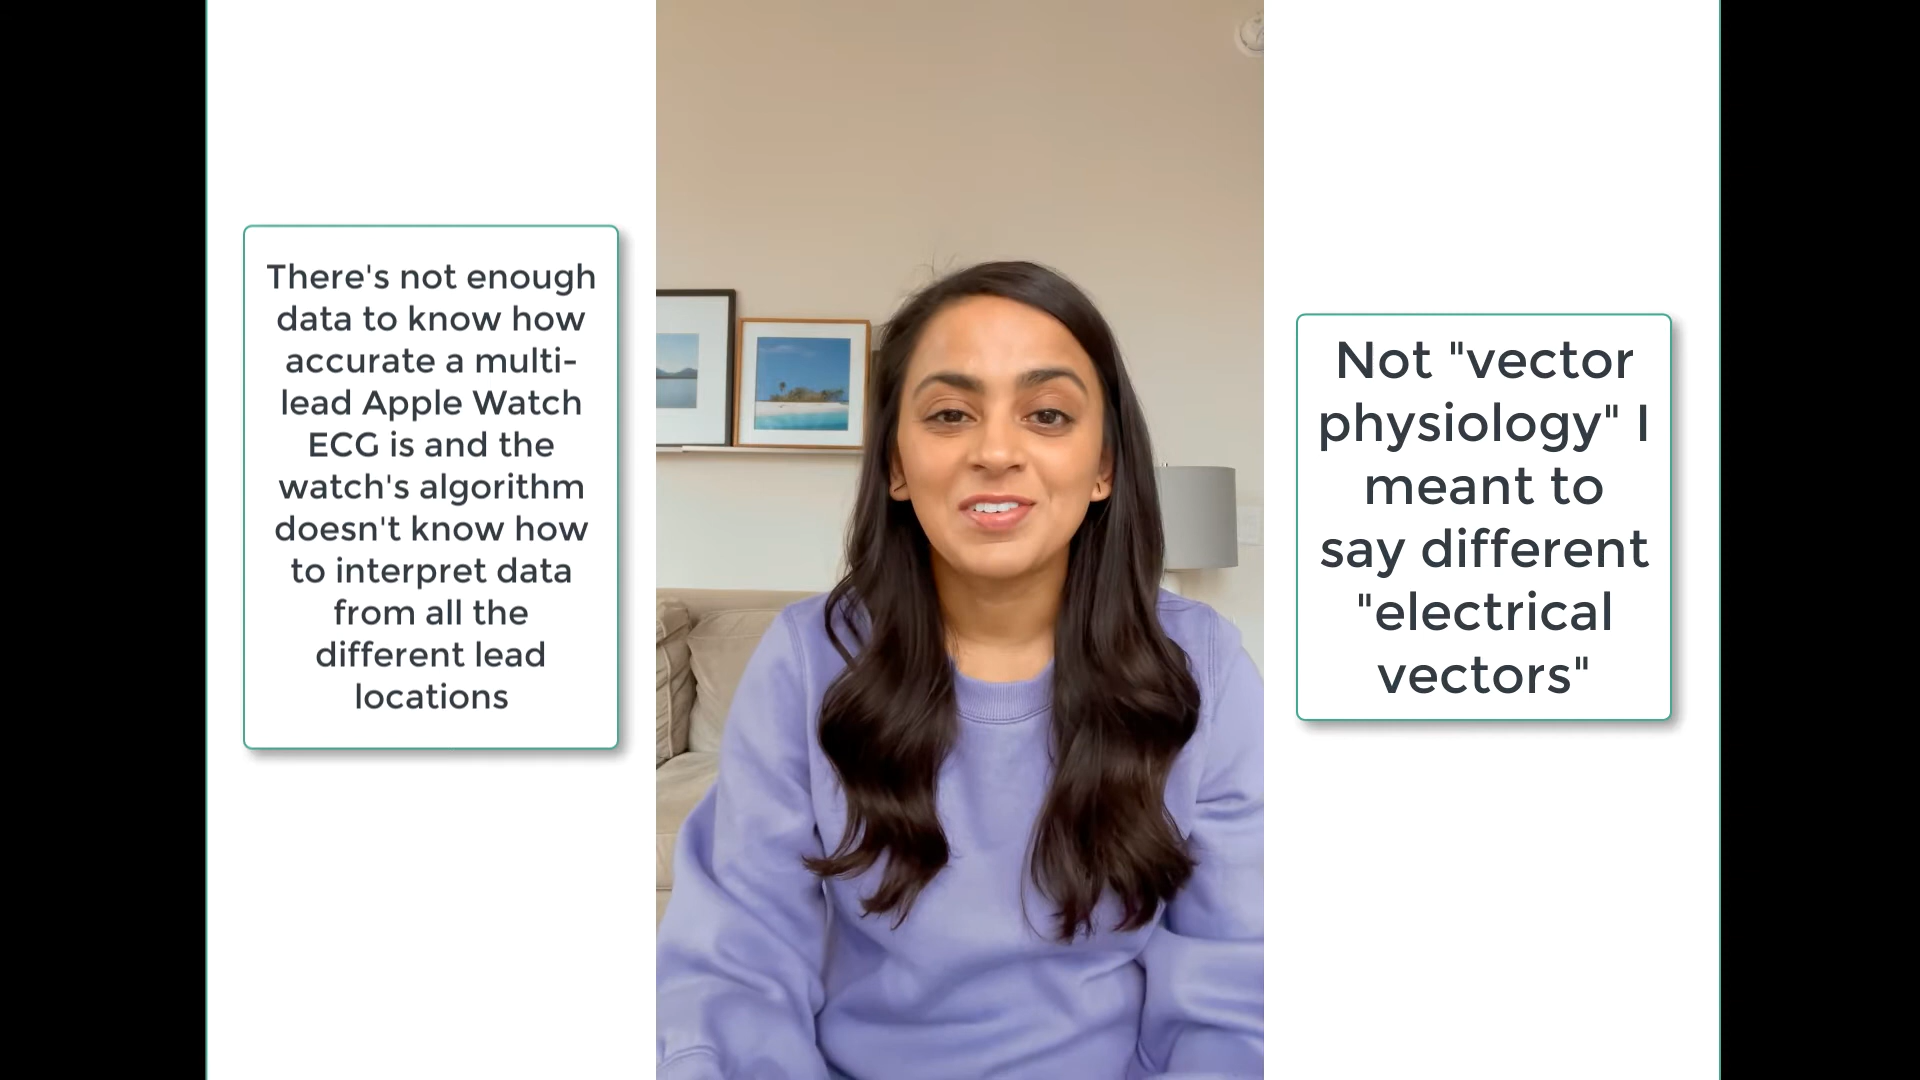 There's not enough
data to know how
accurate a multi-
lead Apple Watch
ECG is and the
watch's algorithm
doesn't know how
to interpret data
from all the
different lead
locations
Not "vector
physiology" I
meant to
say different
"electrical
vectors"